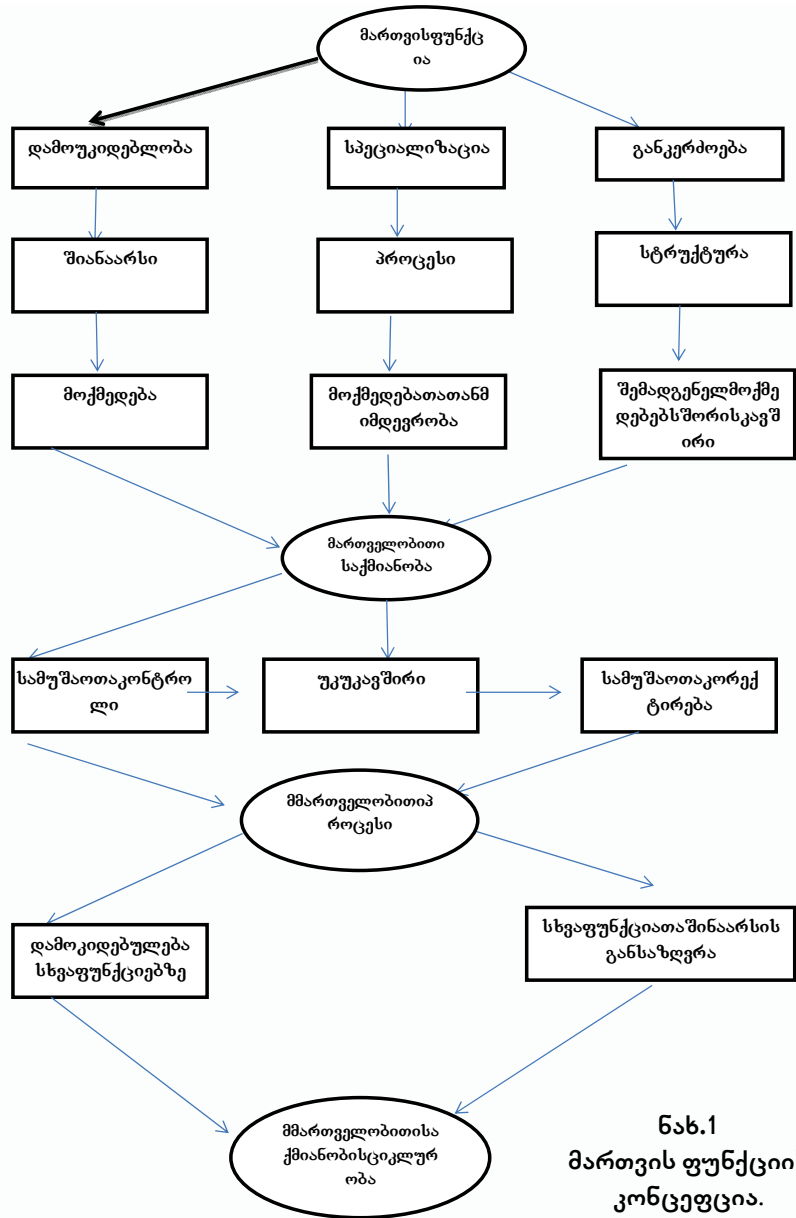 მართვისფუნქც
ია
დამოუკიდებლობა
სპეციალიზაცია
განკერძოება
შიანაარსი
პროცესი
სტრუქტურა
მოქმედება
მოქმედებათათანმ
იმდევრობა
შემადგენელმოქმე
დებებსშორისკავშ
ირი
მართველობითი
საქმიანობა
სამუშაოთაკონტრო
ლი
უკუკავშირი
სამუშაოთაკორექ
ტირება
მმართველობითიპ
როცესი
დამოკიდებულება
სხვაფუნქციებზე
სხვაფუნქციათაშინაარსის
განსაზღვრა
მმართველობითისა
ქმიანობისციკლურ
ობა
ნახ.1
მართვის ფუნქციი
კონცეფცია.